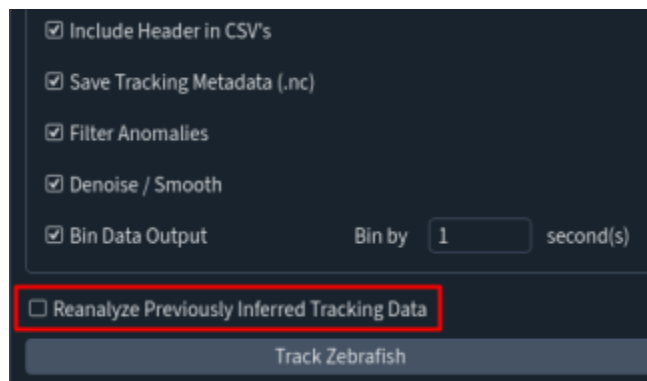 Include Header in CSV's
Save Tracking Metadata (.nc)
Filter Anomalies
Denoise / Smooth
Bin Data Output Bin by 1 second(s)
Reanalyze Previously Inferred Tracking Data
Track Zebrafish